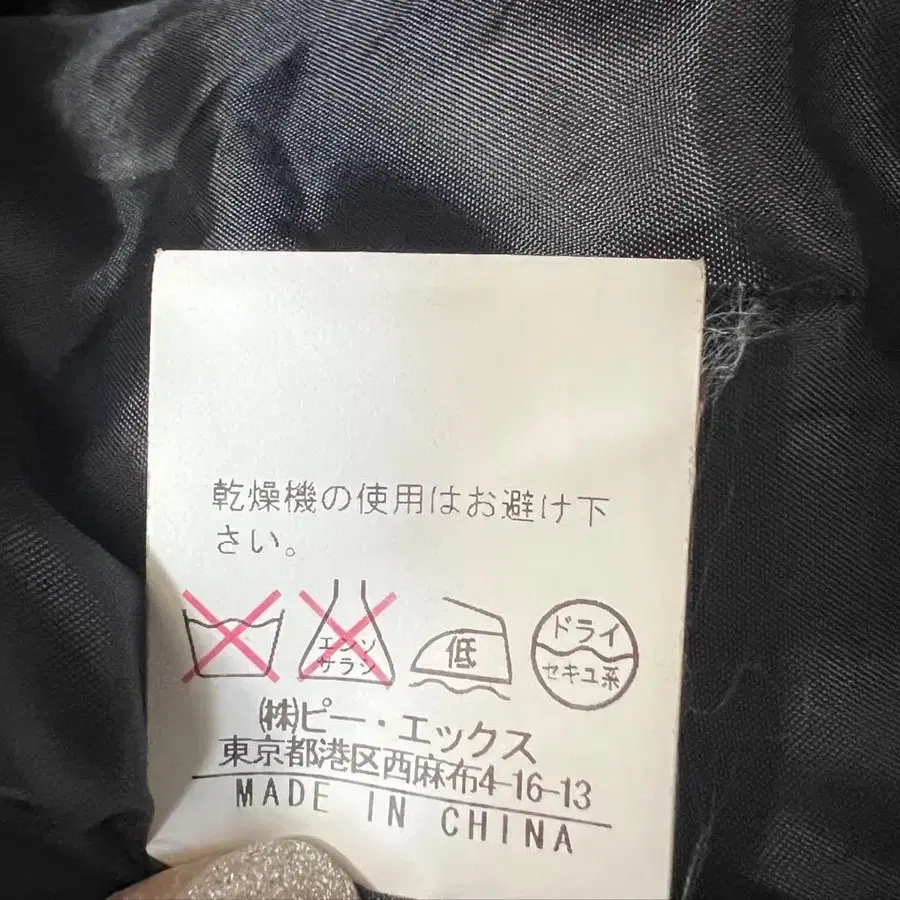 乾燥機の使用はお避け下
さい。
エンソ
サラシ
低
ドライ
セキユ系
㈱ピー・エックス
東京都港区西麻布4-16-13
MADE IN CHINA